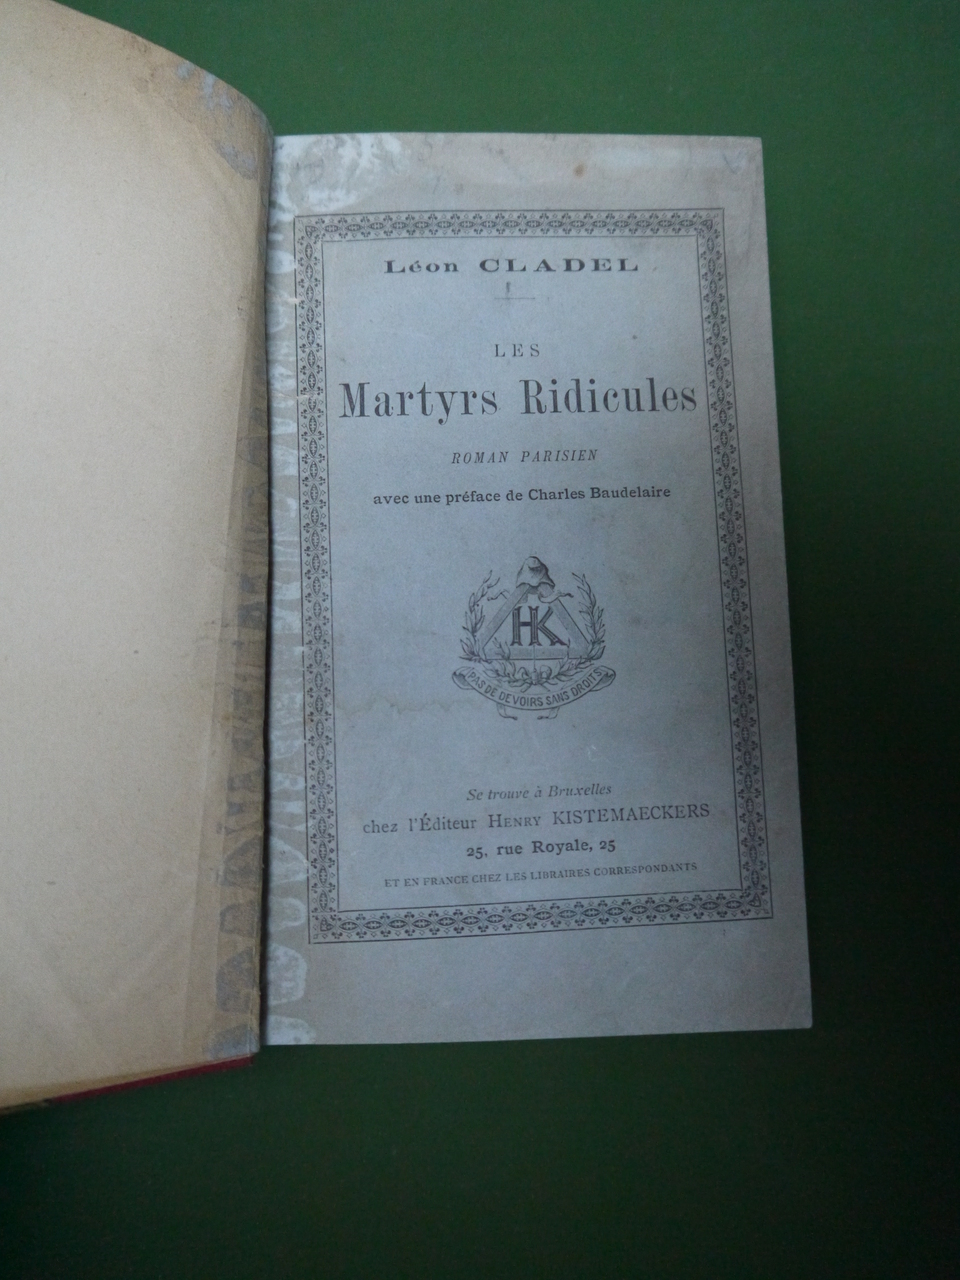 Léon CLADEL
LES
Martyrs Ridicules
ROMAN PARISIEN
avec une préface de Charles Baudelaire
HK
PAS DE DEVOIRS SANS DROITS
Se trouve à Bruxelles
chez l'Éditeur HENRY KISTEMAECKERS
25, rue Royale, 25
ET EN FRANCE CHEZ LES LIBRAIRES CORRESPONDANTS